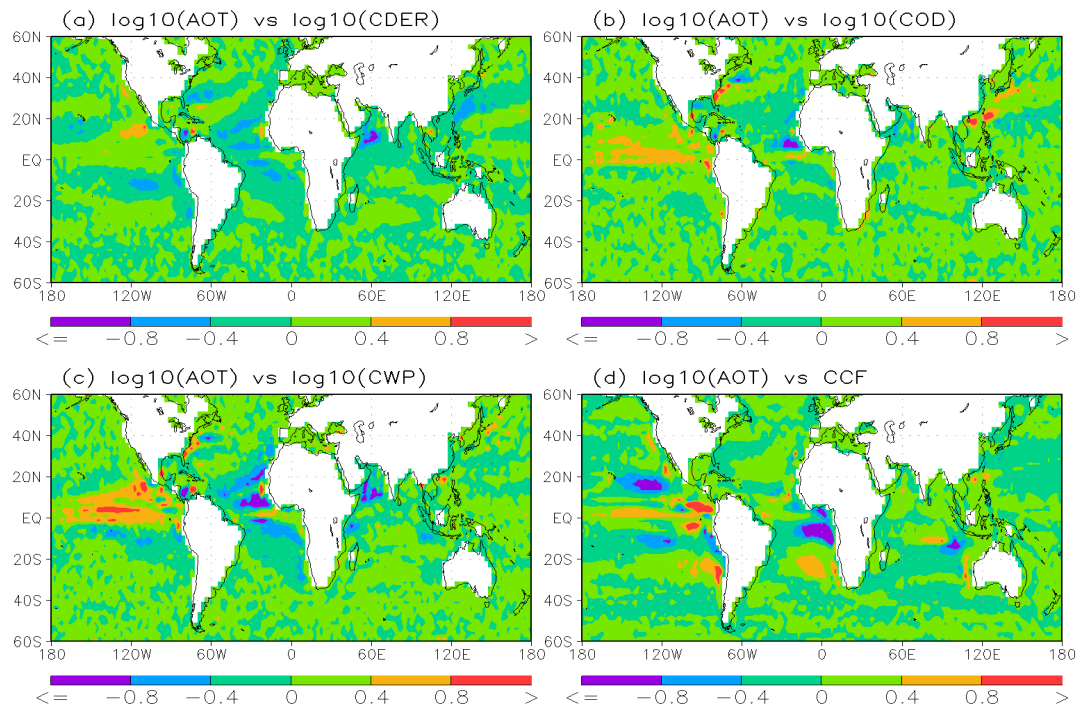 (a) log10(AOT) vs log10(CDER)
60N
40N
20N
EQ
20S
40S
60S
180 120W 60W 0 60E 120E 180
<= −0.8 −0.4 0 0.4 0.8 >
(b) log10(AOT) vs log10(COD)
60N
40N
20N
EQ
20S
40S
60S
180 120W 60W 0 60E 120E 180
<= −0.8 −0.4 0 0.4 0.8 >
(c) log10(AOT) vs log10(CWP)
60N
40N
20N
EQ
20S
40S
60S
180 120W 60W 0 60E 120E 180
<= −0.8 −0.4 0 0.4 0.8 >
(d) log10(AOT) vs CCF
60N
40N
20N
EQ
20S
40S
60S
180 120W 60W 0 60E 120E 180
<= −0.8 −0.4 0 0.4 0.8 >